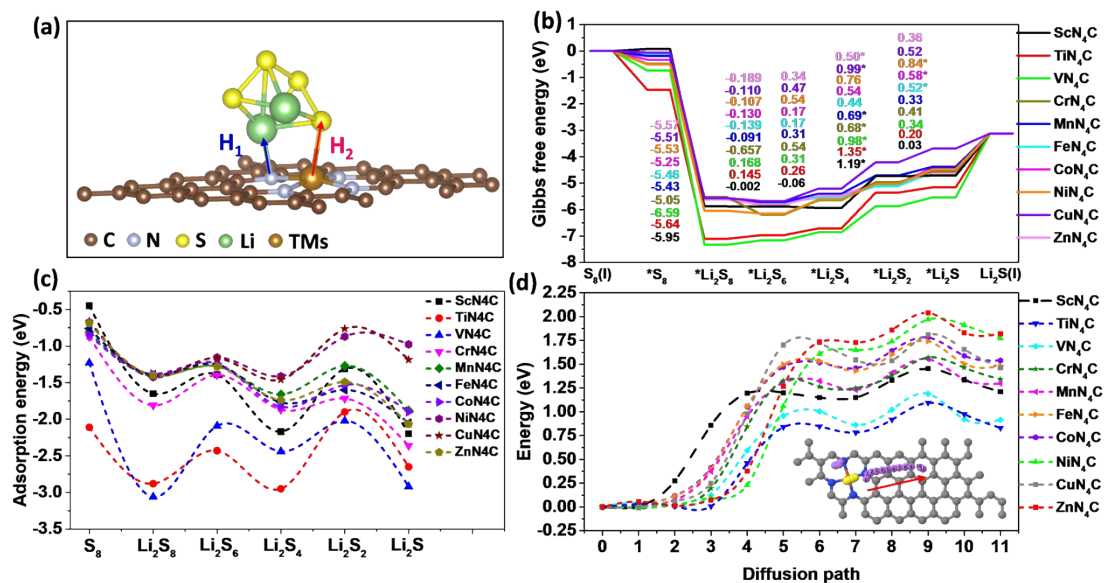 (a)
H1
H2
C N S Li TMs
(b)
Gibbs free energy (eV)
1
0
-1
-2
-3
-4
-5
-6
-7
-8
-5.57
-5.51
-5.53
-5.25
-5.48
-5.43
-5.05
-6.59
-5.64
-5.95
-0.189
-0.110
-0.107
-0.130
-0.139
-0.091
-0.657
0.168
0.145
-0.002
0.34
0.47
0.54
0.17
0.17
0.31
0.54
0.31
0.26
-0.06
0.50*
0.99*
0.76
0.54
0.44
0.69*
0.68*
0.98*
1.35*
1.19*
0.36
0.52
0.84*
0.58*
0.52*
0.33
0.41
0.34
0.20
0.03
S8(l) *S8 *Li2S8 *Li2S6 *Li2S4 *Li2S2 *Li2S Li2S(l)
ScN4C
TiN4C
VN4C
CrN4C
MnN4C
FeN4C
CoN4C
NiN4C
CuN4C
ZnN4C
(c)
Adsorption energy (eV)
-0.5
-1.0
-1.5
-2.0
-2.5
-3.0
-3.5
S8 Li2S8 Li2S6 Li2S4 Li2S2 Li2S
ScN4C
TiN4C
VN4C
CrN4C
MnN4C
FeN4C
CoN4C
NiN4C
CuN4C
ZnN4C
(d)
Energy (eV)
2.25
2.00
1.75
1.50
1.25
1.00
0.75
0.50
0.25
0.00
-0.25
0 1 2 3 4 5 6 7 8 9 10 11
Diffusion path
ScN4C
TiN4C
VN4C
CrN4C
MnN4C
FeN4C
CoN4C
NiN4C
CuN4C
ZnN4C